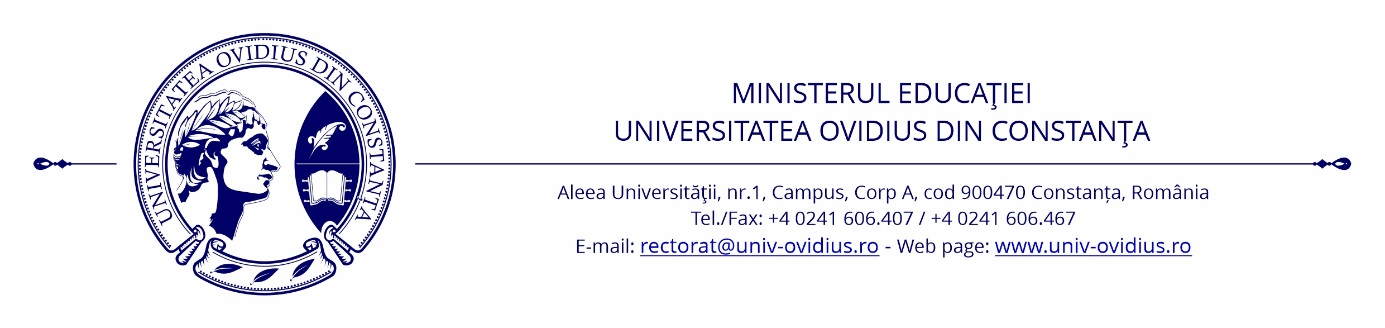 UNIVERSITATEA OVIDIUS DIN CONSTANȚA
MINISTERUL EDUCAŢIEI
UNIVERSITATEA OVIDIUS DIN CONSTANŢA
Aleea Universităţii, nr.1, Campus, Corp A, cod 900470 Constanța, România
Tel./Fax: +4 0241 606.407 / +4 0241 606.467
E-mail: rectorat@univ-ovidius.ro - Web page: www.univ-ovidius.ro